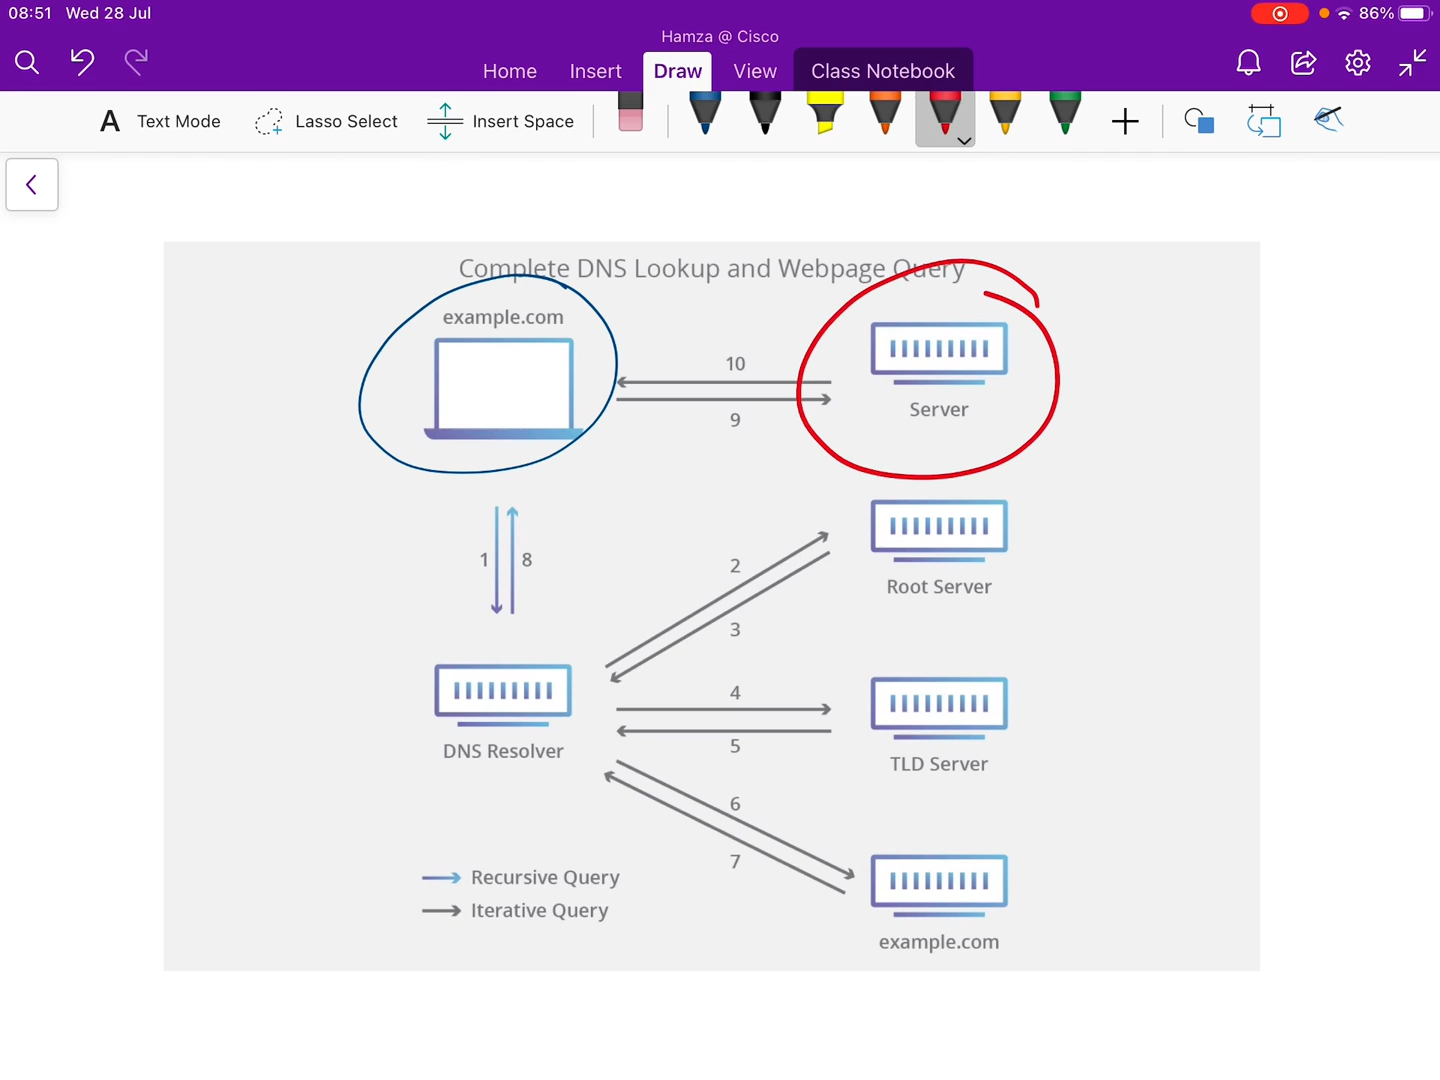 08:51 Wed 28 Jul 86%
Hamza @ Cisco
Home Insert Draw View Class Notebook
A Text Mode Lasso Select Insert Space
Complete DNS Lookup and Webpage Query
example.com
10
9
Server
1 8
2
3
Root Server
4
5
DNS Resolver
TLD Server
6
7
Recursive Query
Iterative Query
example.com